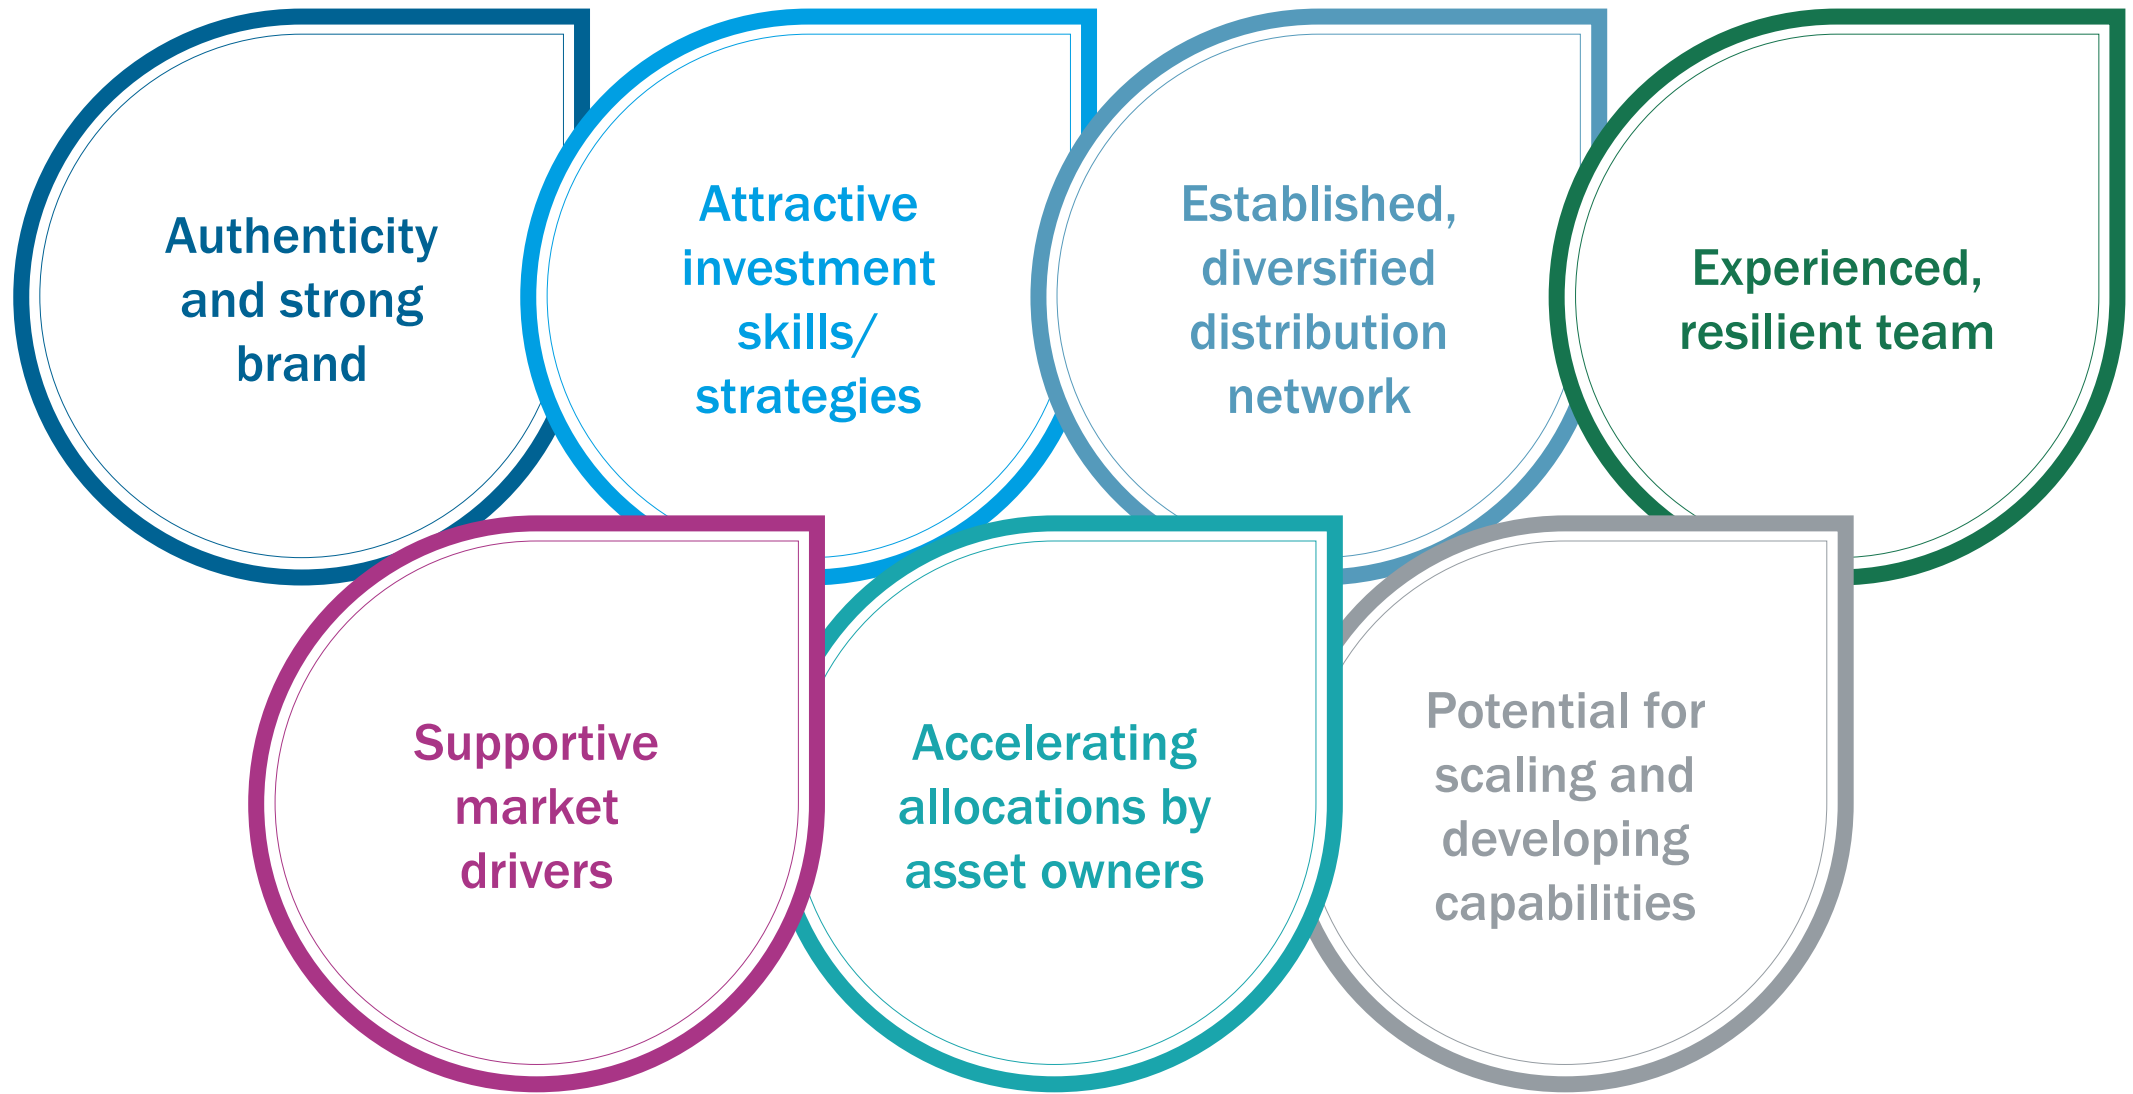 Authenticity
and strong
brand
Attractive
investment
skills/
strategies
Established,
diversified
distribution
network
Experienced,
resilient team
Supportive
market
drivers
Accelerating
allocations by
asset owners
Potential for
scaling and
developing
capabilities